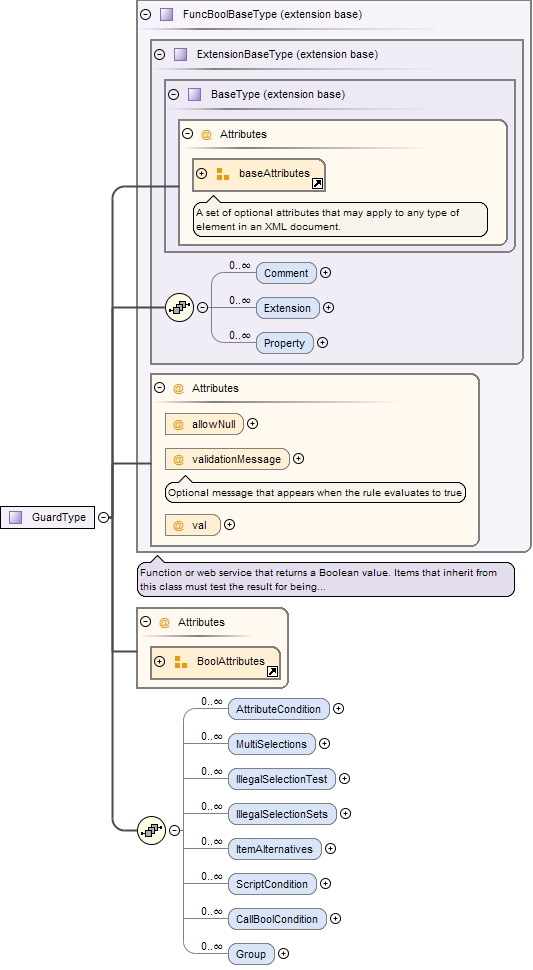 FuncBoolBaseType (extension base)
ExtensionBaseType (extension base)
BaseType (extension base)
@ Attributes
baseAttributes
A set of optional attributes that may apply to any type of
element in an XML document.
0..∞ Comment
0..∞ Extension
0..∞ Property
@ Attributes
@ allowNull
@ validationMessage
Optional message that appears when the rule evaluates to true
@ val
GuardType
Function or web service that returns a Boolean value. Items that inherit from
this class must test the result for being...
@ Attributes
BoolAttributes
0..∞ AttributeCondition
0..∞ MultiSelections
0..∞ IllegalSelectionTest
0..∞ IllegalSelectionSets
0..∞ ItemAlternatives
0..∞ ScriptCondition
0..∞ CallBoolCondition
0..∞ Group